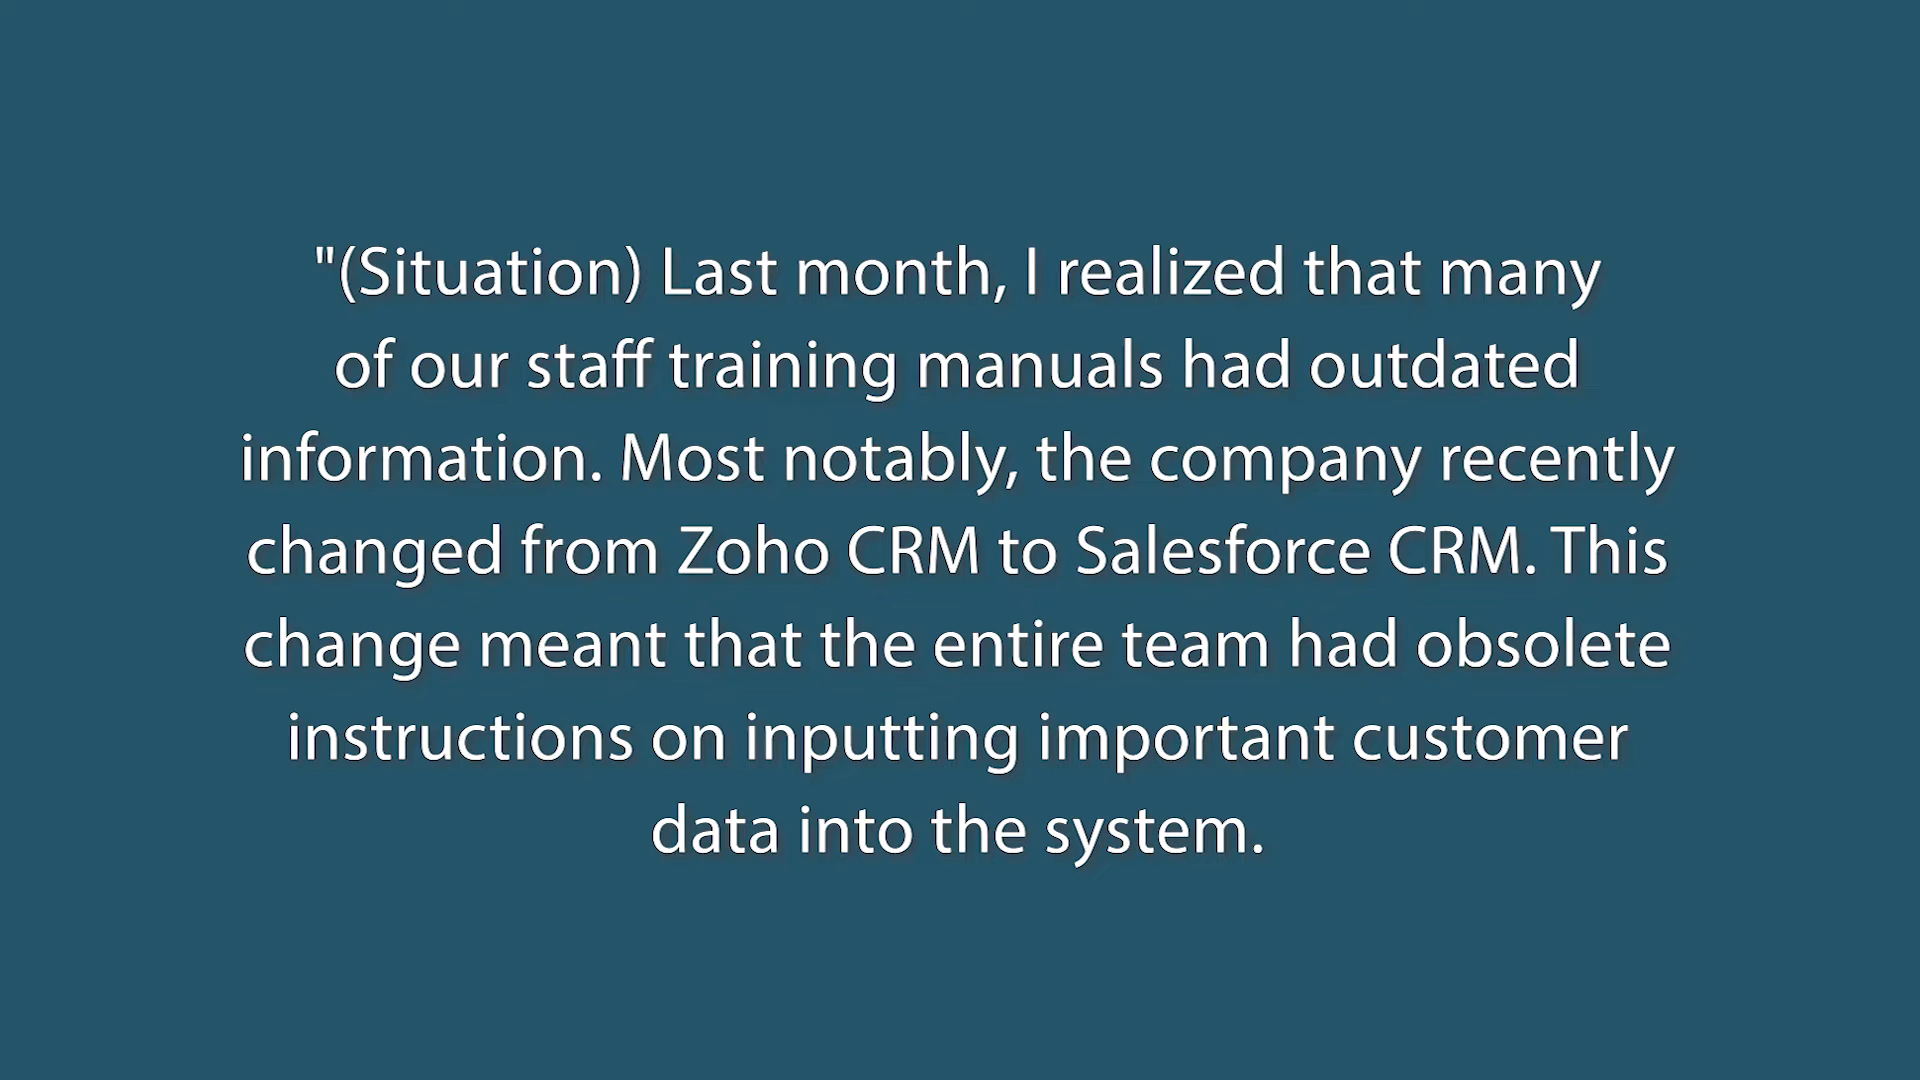 "(Situation) Last month, I realized that many
of our staff training manuals had outdated
information. Most notably, the company recently
changed from Zoho CRM to Salesforce CRM. This
change meant that the entire team had obsolete
instructions on inputting important customer
data into the system.